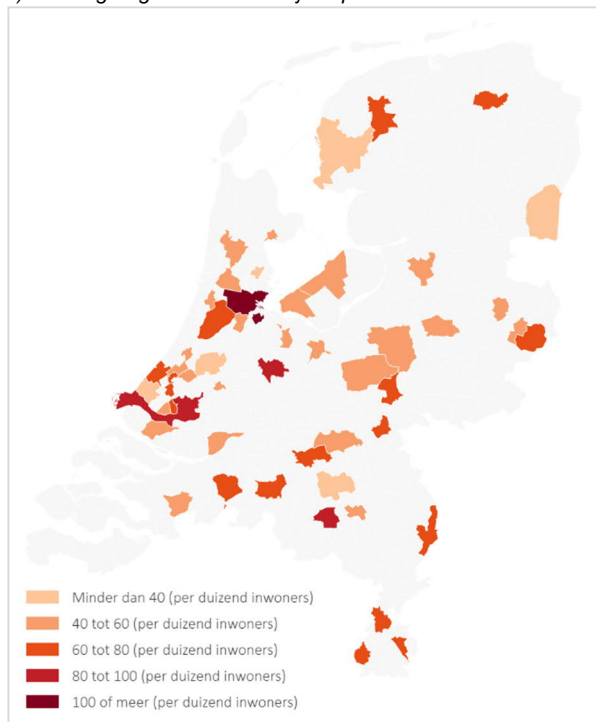 Minder dan 40 (per duizend inwoners)
40 tot 60 (per duizend inwoners)
60 tot 80 (per duizend inwoners)
80 tot 100 (per duizend inwoners)
100 of meer (per duizend inwoners)